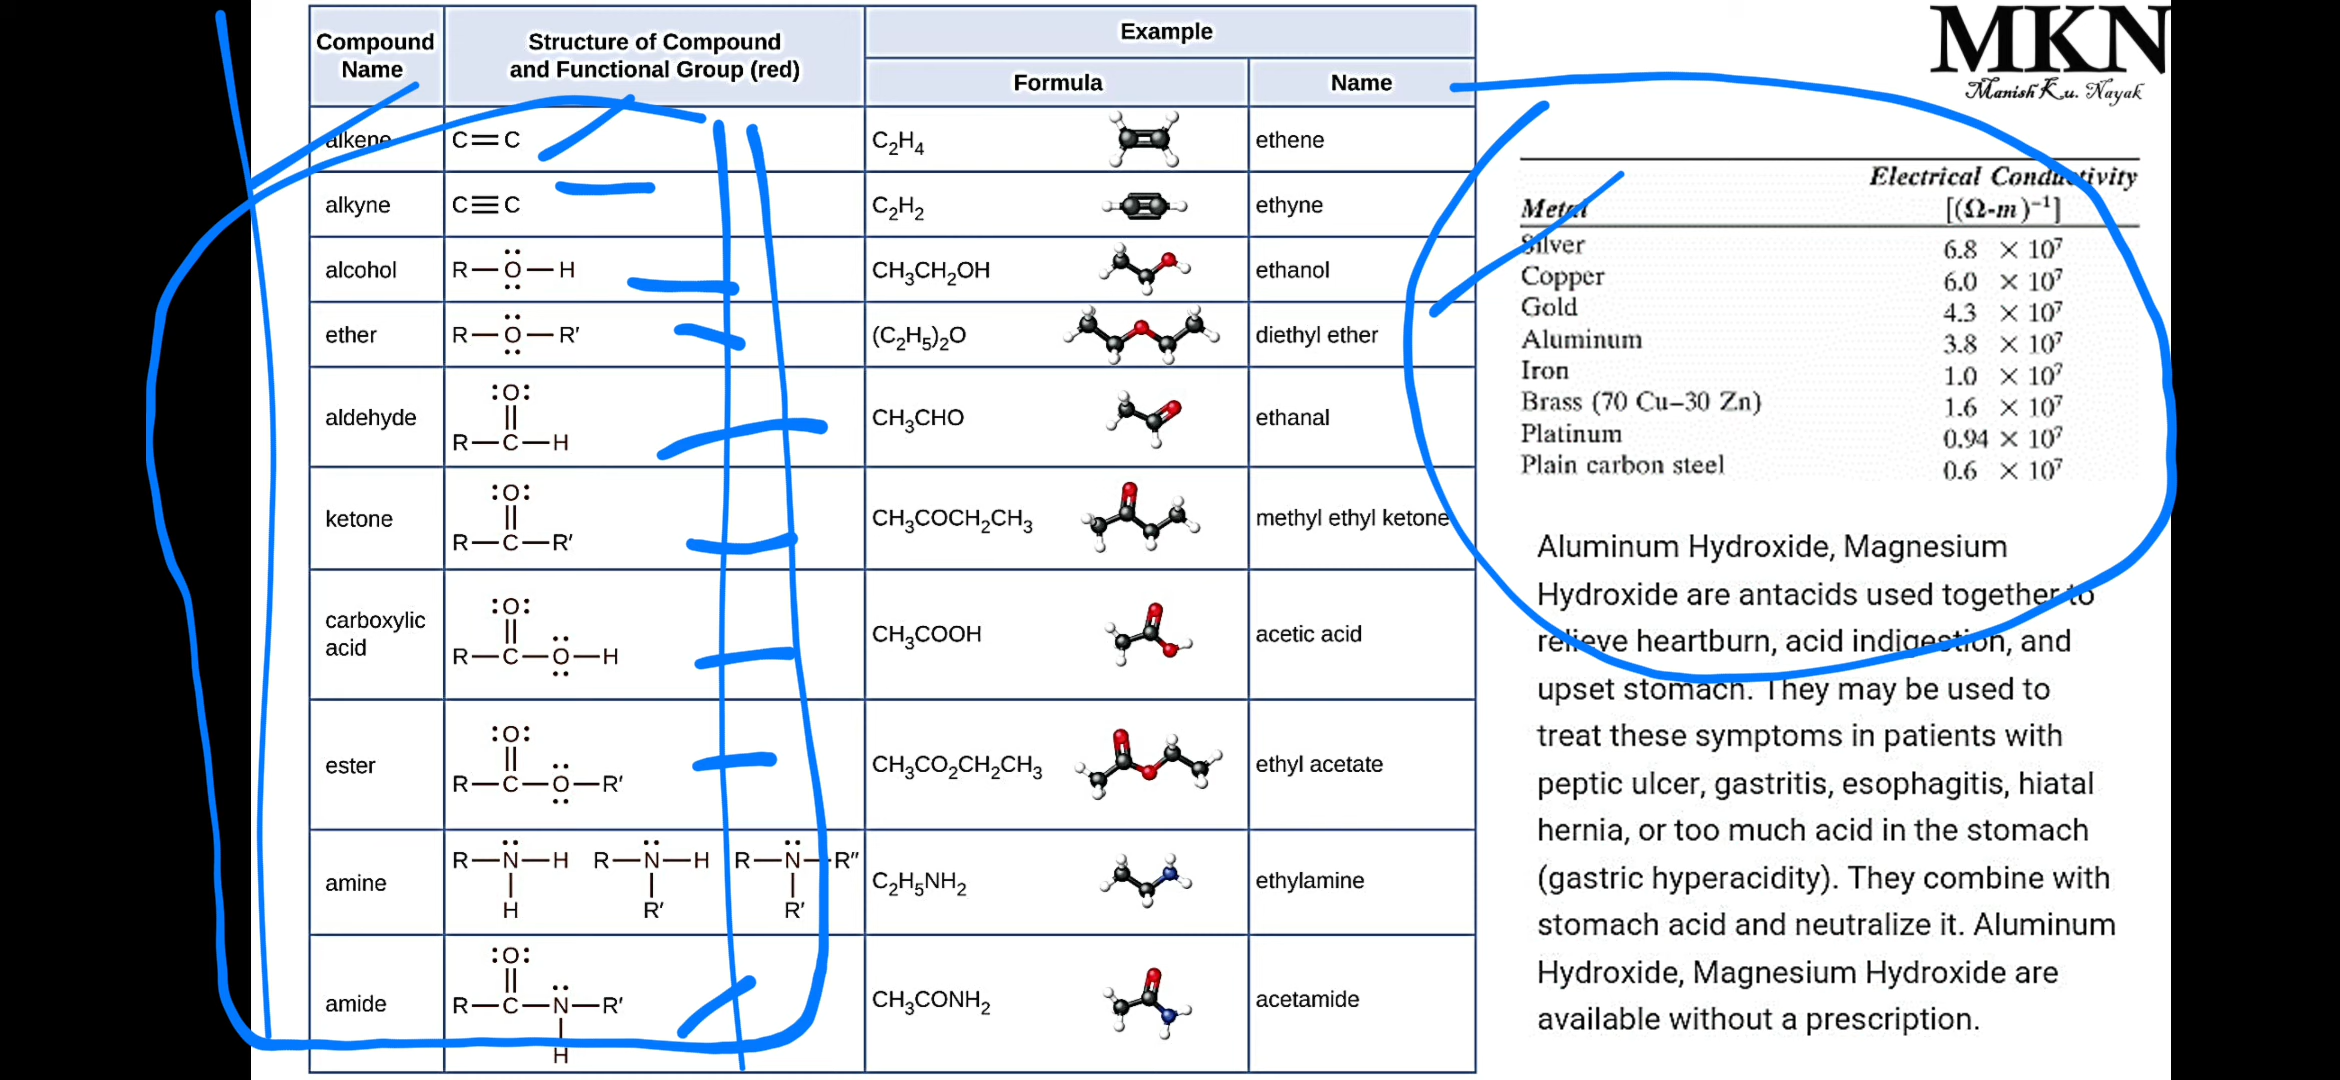 Compound Name
Structure of Compound and Functional Group (red)
Example
Formula
Name
alkene C=C C2H4 ethene
alkyne C≡C C2H2 ethyne
alcohol R—O—H CH3CH2OH ethanol
ether R—O—R′ (C2H5)2O diethyl ether
:O:
aldehyde R—C—H CH3CHO ethanal
:O:
ketone R—C—R′ CH3COCH2CH3 methyl ethyl ketone
:O:
carboxylic acid R—C—O—H CH3COOH acetic acid
:O:
ester R—C—O—R′ CH3CO2CH2CH3 ethyl acetate
R—N—H R—N—H R—N—R″
amine C2H5NH2 ethylamine
H R′ R′
:O:
amide R—C—N—R′ CH3CONH2 acetamide
H
MKN
Manish Ku. Nayak
Electrical Conductivity
Metal [(Ω-m)⁻¹]
Silver 6.8 × 10⁷
Copper 6.0 × 10⁷
Gold 4.3 × 10⁷
Aluminum 3.8 × 10⁷
Iron 1.0 × 10⁷
Brass (70 Cu–30 Zn) 1.6 × 10⁷
Platinum 0.94 × 10⁷
Plain carbon steel 0.6 × 10⁷
Aluminum Hydroxide, Magnesium
Hydroxide are antacids used together to
relieve heartburn, acid indigestion, and
upset stomach. They may be used to
treat these symptoms in patients with
peptic ulcer, gastritis, esophagitis, hiatal
hernia, or too much acid in the stomach
(gastric hyperacidity). They combine with
stomach acid and neutralize it. Aluminum
Hydroxide, Magnesium Hydroxide are
available without a prescription.